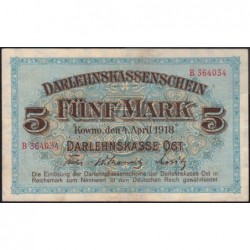 DARLEHNSKASSENSCHEIN
B 364034
5 FÜNF MARK 5
Kowno, den 4. April 1918
B 364034 DARLEHNSKASSE OST
Die Einlösung der Darlehnskassenscheine der Darlehnskasse Ost in
Reichsmark zum Nennwert ist vom Deutschen Reich gewährleistet